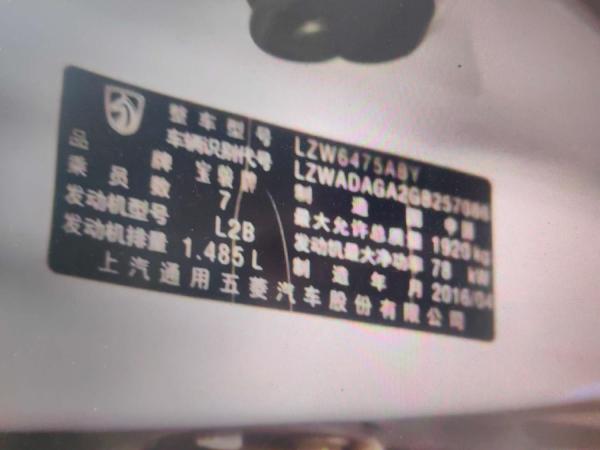 整车型号 LZW6475ABY
车辆识别代号 LZWADAGA2GB257086
品牌 宝骏牌 制造国 中国
乘员数 7 最大允许总质量 1920 kg
发动机型号 L2B 发动机最大净功率 78 kW
发动机排量 1.485 L 制造年月 2016/04
上汽通用五菱汽车股份有限公司